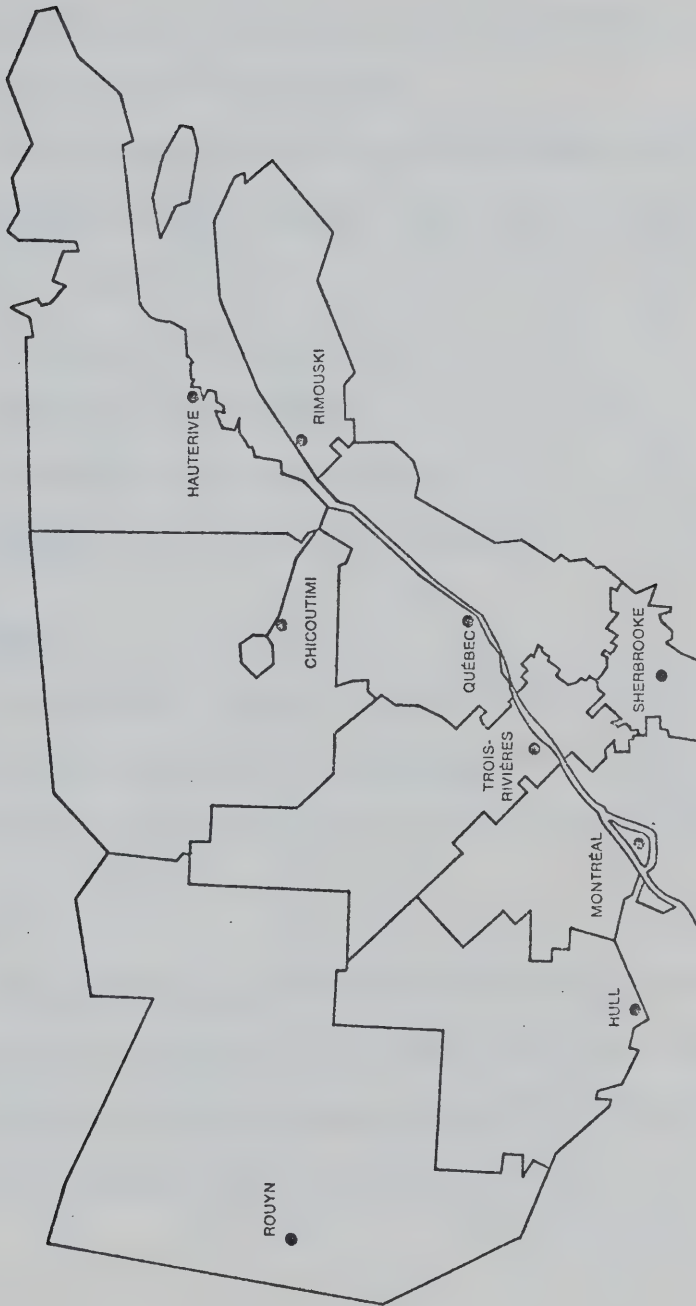 HAUTERIVE
RIMOUSKI
CHICOUTIMI
QUÉBEC
SHERBROOKE
TROIS-
RIVIÈRES
MONTRÉAL
HULL
ROUYN